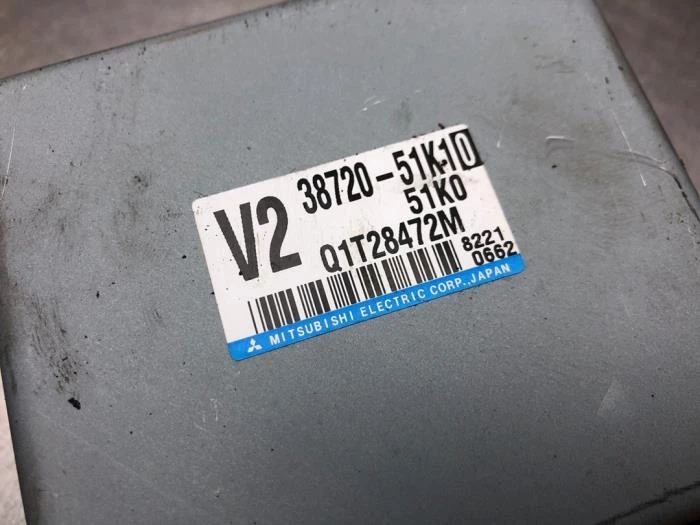 V2
38720-51K10
51K0
Q1T28472M
8221
0662
MITSUBISHI ELECTRIC CORP.,JAPAN